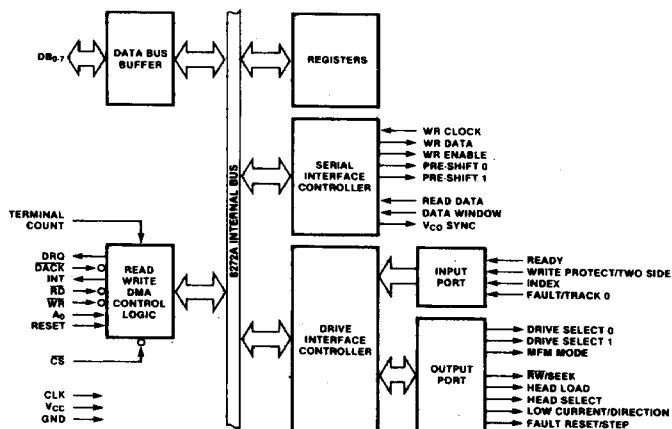 DB0-7
DATA BUS
BUFFER
REGISTERS
8272A INTERNAL BUS
SERIAL
INTERFACE
CONTROLLER
WR CLOCK
WR DATA
WR ENABLE
PRE-SHIFT 0
PRE-SHIFT 1
READ DATA
DATA WINDOW
VCO SYNC
TERMINAL
COUNT
DRQ
DACK
INT
RD
WR
A0
RESET
CS
READ
WRITE
DMA
CONTROL
LOGIC
DRIVE
INTERFACE
CONTROLLER
INPUT
PORT
READY
WRITE PROTECT/TWO SIDE
INDEX
FAULT/TRACK 0
OUTPUT
PORT
DRIVE SELECT 0
DRIVE SELECT 1
MFM MODE
RW/SEEK
HEAD LOAD
HEAD SELECT
LOW CURRENT/DIRECTION
FAULT RESET/STEP
CLK
VCC
GND